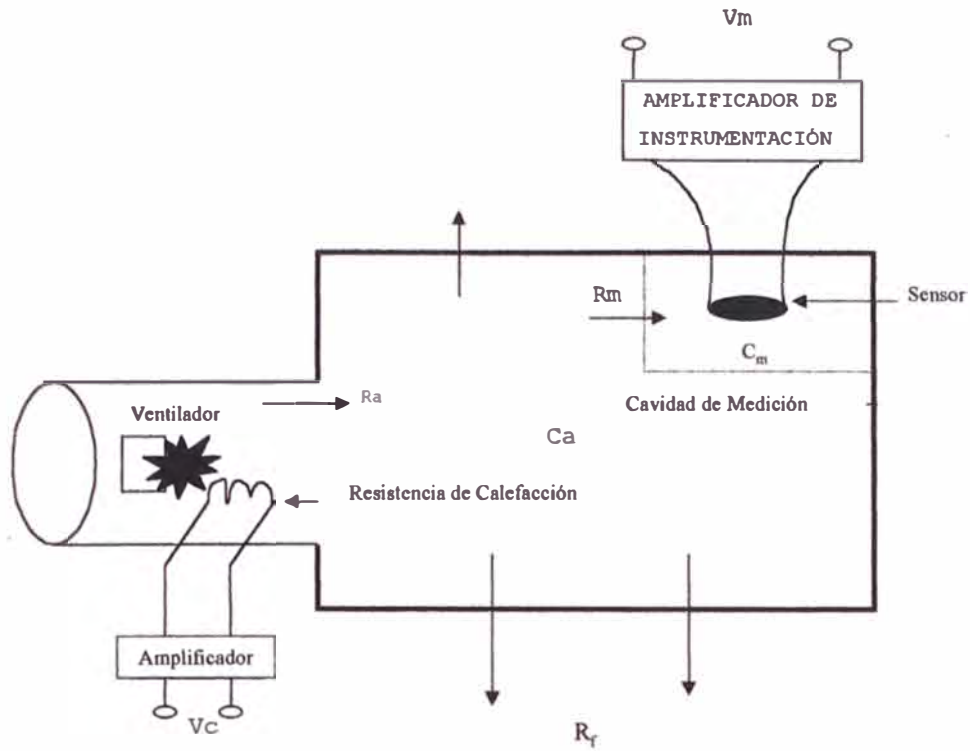 Vm
AMPLIFICADOR DE
INSTRUMENTACIÓN
Rm
Sensor
Cm
Ra
Cavidad de Medición
Ventilador
Ca
Resistencia de Calefacción
Amplificador
Vc
Rf